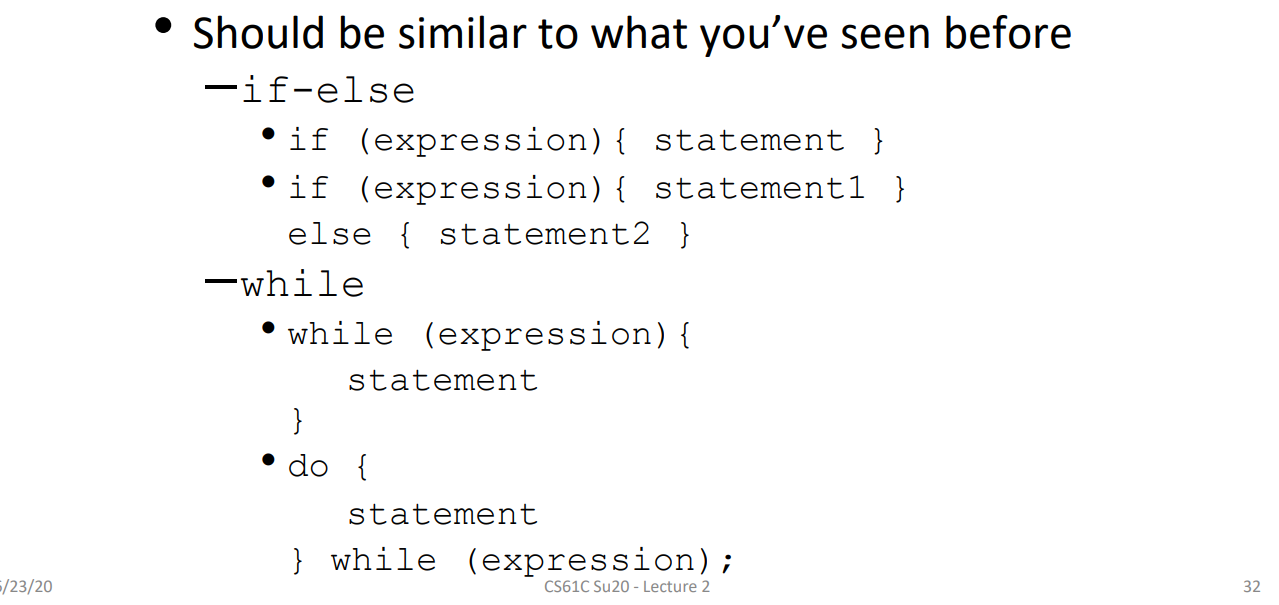 • Should be similar to what you've seen before
—if-else
• if (expression){ statement }
• if (expression){ statement1 }
else { statement2 }
—while
• while (expression){
statement
}
• do {
statement
} while (expression);
/23/20 CS61C Su20 - Lecture 2 32